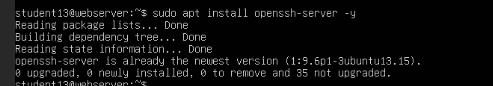 student13@webserver:~$ sudo apt install openssh-server -y
Reading package lists... Done
Building dependency tree... Done
Reading state information... Done
openssh-server is already the newest version (1:9.6p1-3ubuntu13.15).
0 upgraded, 0 newly installed, 0 to remove and 35 not upgraded.
student13@webserver:~$